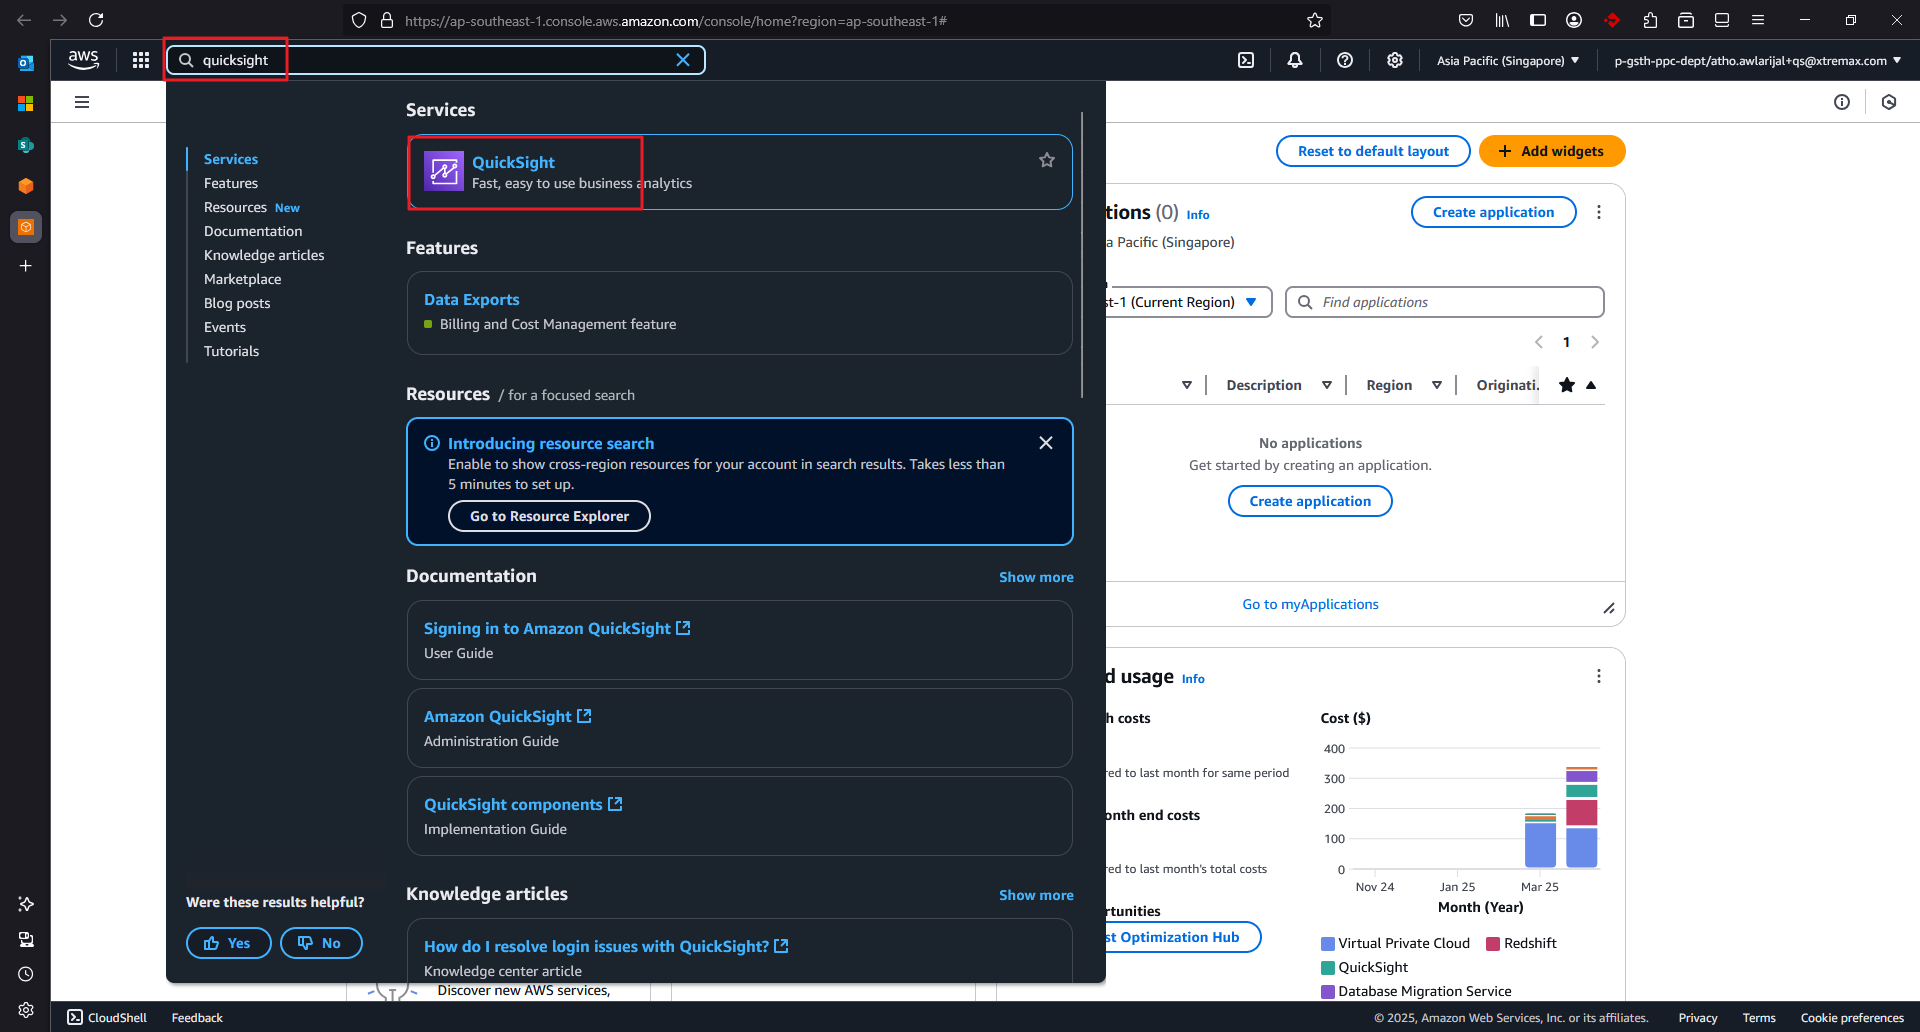 https://ap-southeast-1.console.aws.amazon.com/console/home?region=ap-southeast-1#
aws
quicksight
Asia Pacific (Singapore)
p-gsth-ppc-dept/atho.awlarijal+qs@xtremax.com
Services
Features
Resources New
Documentation
Knowledge articles
Marketplace
Blog posts
Events
Tutorials
Were these results helpful?
Yes
No
Services
QuickSight
Fast, easy to use business analytics
Features
Data Exports
Billing and Cost Management feature
Resources / for a focused search
Introducing resource search
Enable to show cross-region resources for your account in search results. Takes less than
5 minutes to set up.
Go to Resource Explorer
Documentation
Show more
Signing in to Amazon QuickSight
User Guide
Amazon QuickSight
Administration Guide
QuickSight components
Implementation Guide
Knowledge articles
Show more
How do I resolve login issues with QuickSight?
Knowledge center article
Discover new AWS services,
Reset to default layout
+ Add widgets
tions (0) Info
Create application
a Pacific (Singapore)
st-1 (Current Region)
Find applications
1
Description
Region
Originati.
No applications
Get started by creating an application.
Create application
Go to myApplications
d usage Info
h costs
red to last month for same period
onth end costs
red to last month's total costs
rtunities
st Optimization Hub
Cost ($)
400
300
200
100
0
Nov 24
Jan 25
Mar 25
Month (Year)
Virtual Private Cloud
Redshift
QuickSight
Database Migration Service
CloudShell
Feedback
© 2025, Amazon Web Services, Inc. or its affiliates.
Privacy
Terms
Cookie preferences